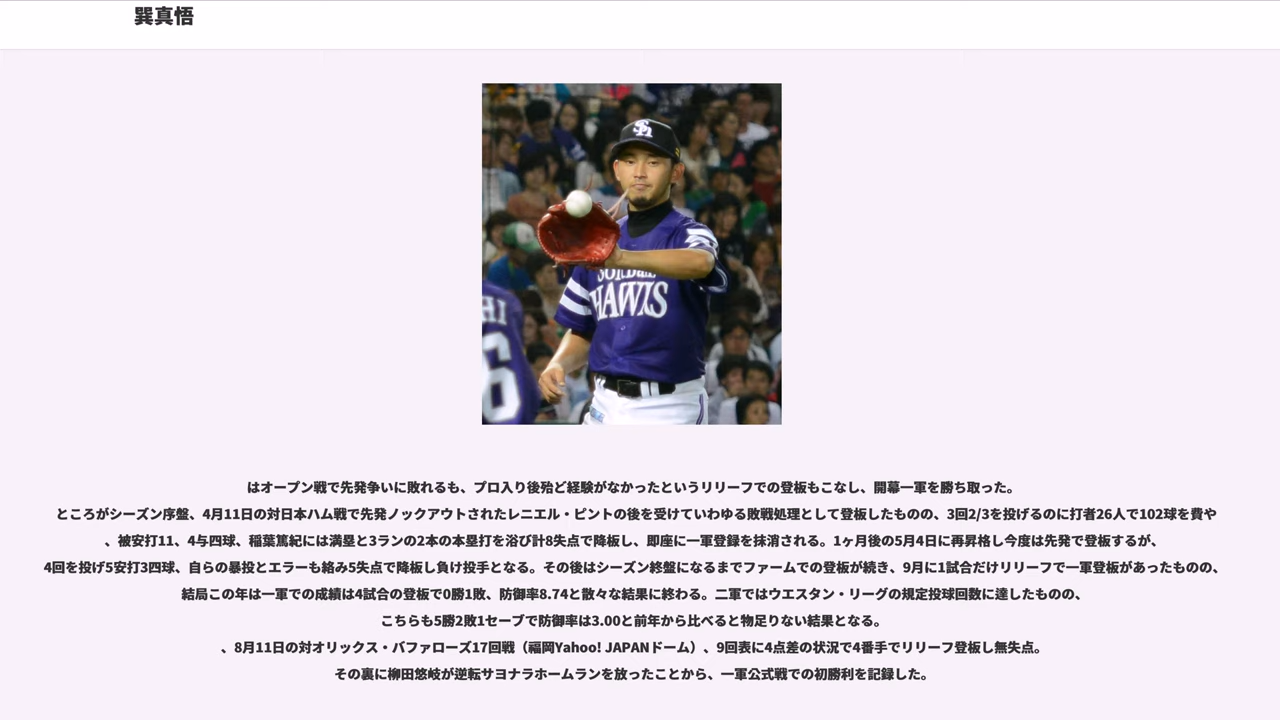 巽真悟
Sh
SoftBank
HAWKS
HI
6
はオープン戦で先発争いに敗れるも、プロ入り後殆ど経験がなかったというリリーフでの登板もこなし、開幕一軍を勝ち取った。
ところがシーズン序盤、4月11日の対日本ハム戦で先発ノックアウトされたレニエル・ピントの後を受けていわゆる敗戦処理として登板したものの、3回2/3を投げるのに打者26人で102球を費や
、被安打11、4与四球、稲葉篤紀には満塁と3ランの2本の本塁打を浴び計8失点で降板し、即座に一軍登録を抹消される。1ヶ月後の5月4日に再昇格し今度は先発で登板するが、
4回を投げ5安打3四球、自らの暴投とエラーも絡み5失点で降板し負け投手となる。その後はシーズン終盤になるまでファームでの登板が続き、9月に1試合だけリリーフで一軍登板があったものの、
結局この年は一軍での成績は4試合の登板で0勝1敗、防御率8.74と散々な結果に終わる。二軍ではウエスタン・リーグの規定投球回数に達したものの、
こちらも5勝2敗1セーブで防御率は3.00と前年から比べると物足りない結果となる。
、8月11日の対オリックス・バファローズ17回戦（福岡Yahoo! JAPANドーム）、9回表に4点差の状況で4番手でリリーフ登板し無失点。
その裏に柳田悠岐が逆転サヨナラホームランを放ったことから、一軍公式戦での初勝利を記録した。